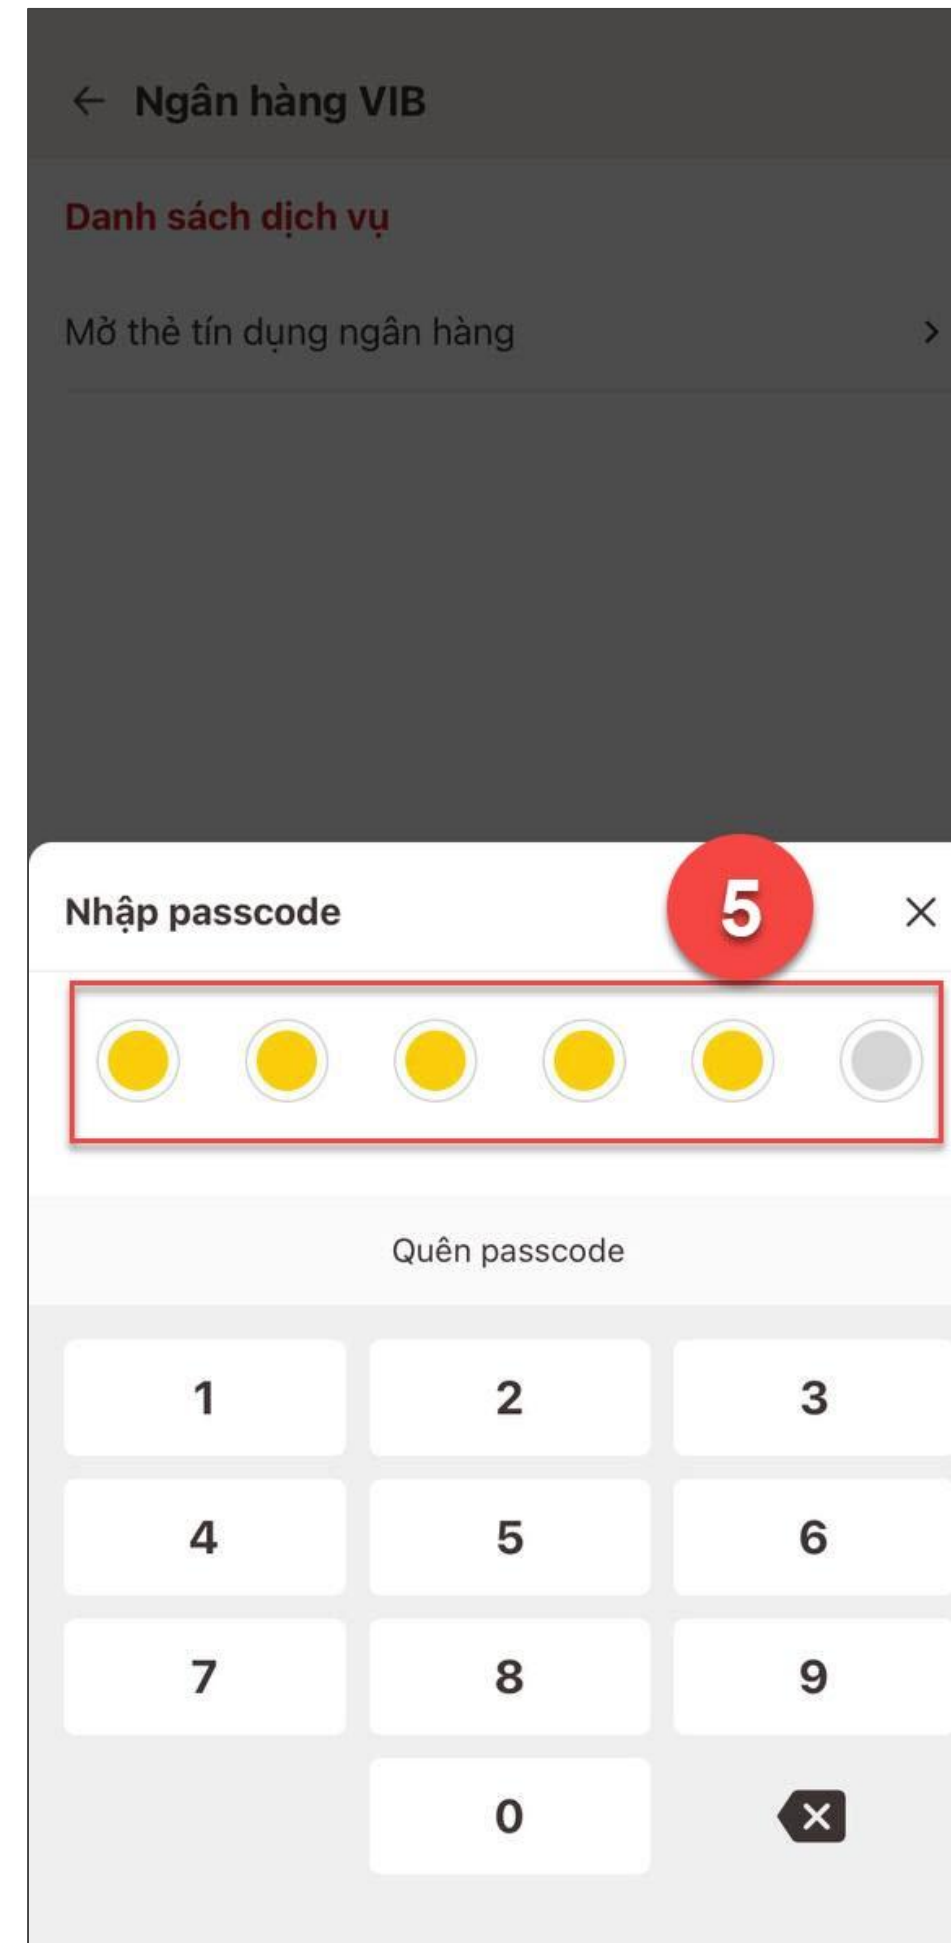 Ngân hàng VIB
Danh sách dịch vụ
Mở thẻ tín dụng ngân hàng
Nhập passcode
5
Quên passcode
1 2 3
4 5 6
7 8 9
0